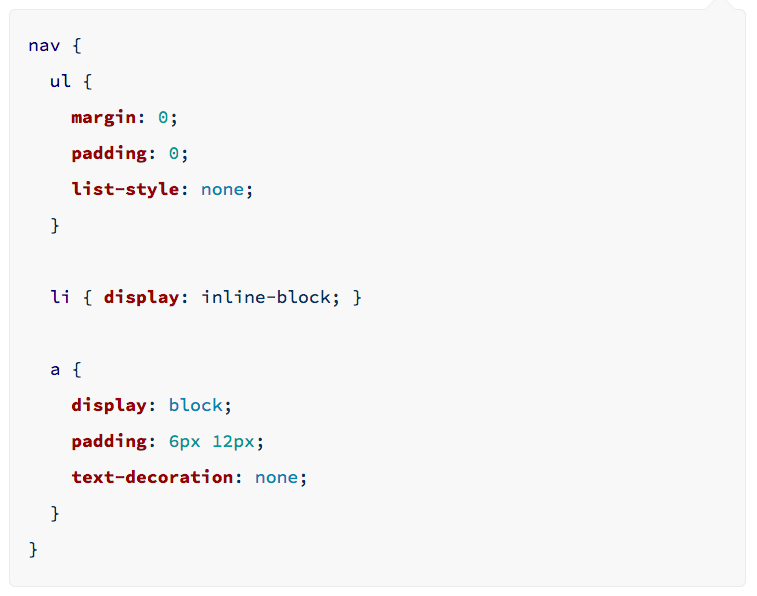 nav {
  ul {
    margin: 0;
    padding: 0;
    list-style: none;
  }

  li { display: inline-block; }

  a {
    display: block;
    padding: 6px 12px;
    text-decoration: none;
  }
}